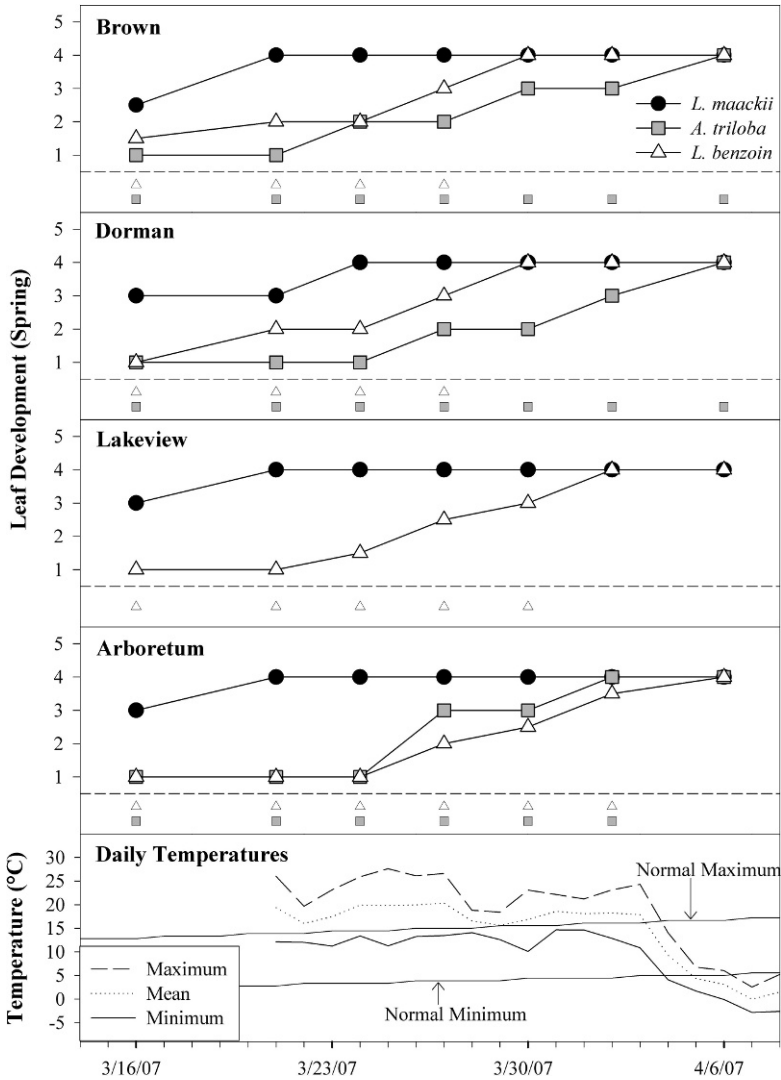 Brown
5
4
3
2
1
L. maackii
A. triloba
L. benzoin
Dorman
5
4
3
2
1
Leaf Development (Spring)
Lakeview
5
4
3
2
1
Arboretum
5
4
3
2
1
Daily Temperatures
Temperature (°C)
30
25
20
15
10
5
0
-5
Normal Maximum
Maximum
Mean
Minimum
Normal Minimum
3/16/07 3/23/07 3/30/07 4/6/07